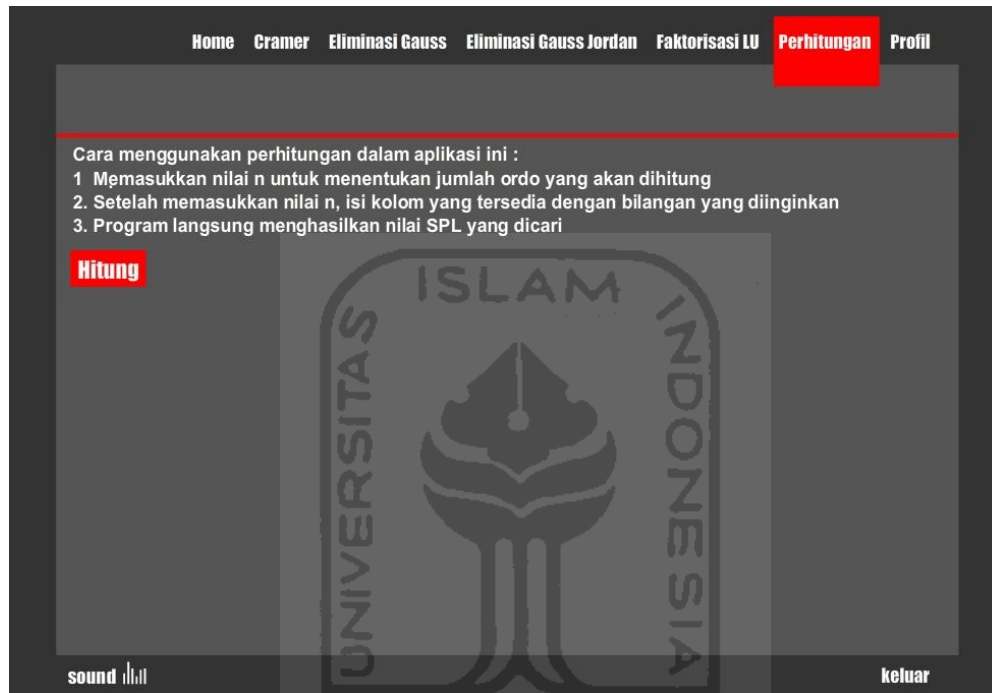 Home Cramer Eliminasi Gauss Eliminasi Gauss Jordan Faktorisasi LU Perhitungan Profil
Cara menggunakan perhitungan dalam aplikasi ini :
1 Memasukkan nilai n untuk menentukan jumlah ordo yang akan dihitung
2. Setelah memasukkan nilai n, isi kolom yang tersedia dengan bilangan yang diinginkan
3. Program langsung menghasilkan nilai SPL yang dicari
Hitung
UNIVERSITAS
ISLAM
INDONESIA
sound
keluar